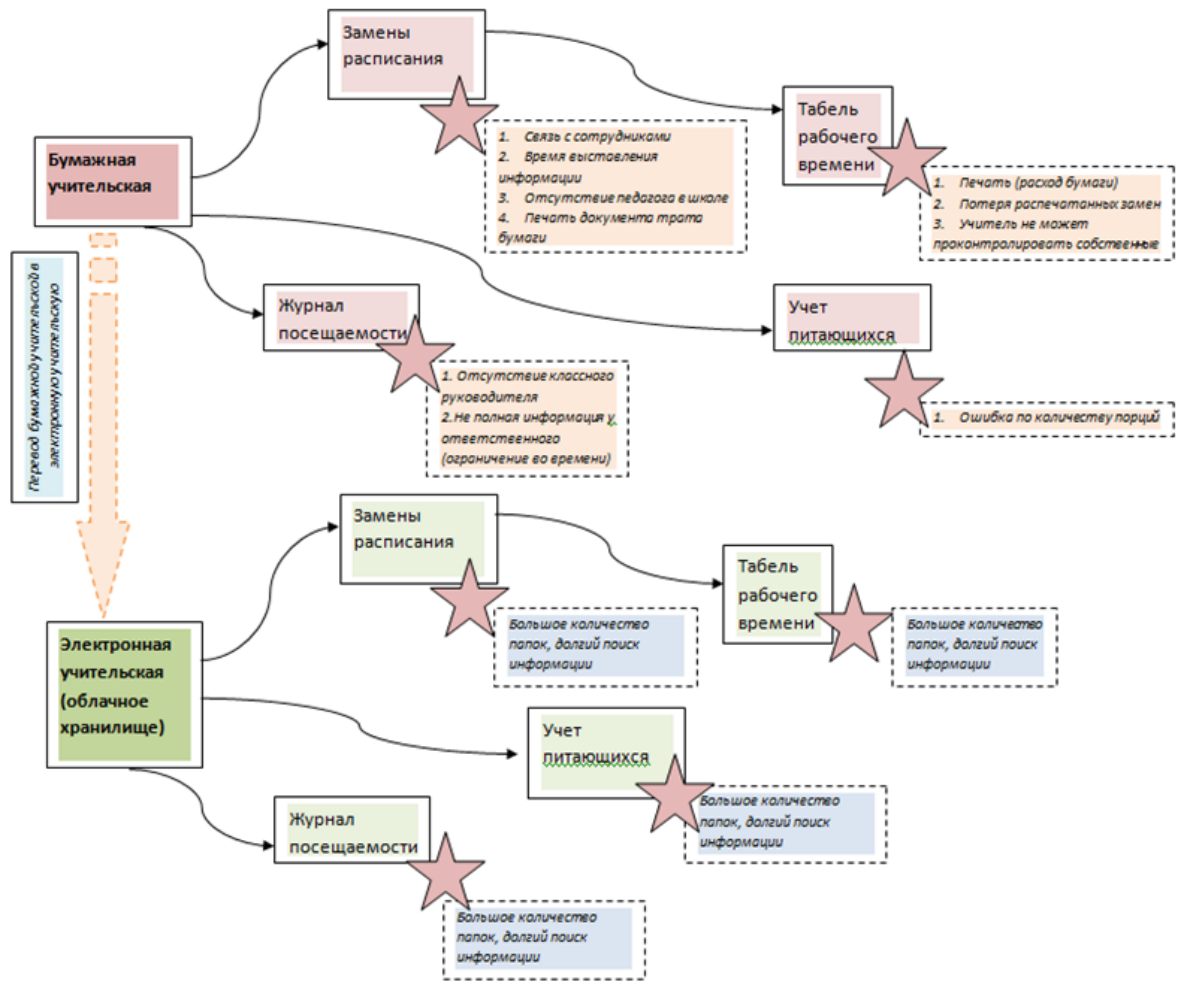 Замены
расписания
Табель
рабочего
времени
Бумажная
учительская
1. Связь с сотрудниками
2. Время выставления
информации
3. Отсутствие педагога в школе
4. Печать документа трата
бумаги
1. Печать (расход бумаги)
2. Потеря распечатанных замен
3. Учитель не может
проконтролировать собственные
Перевод бумажной учительской в
электронную учительскую
Журнал
посещаемости
Учет
питающихся
1. Отсутствие классного
руководителя
2.Не полная информация у
ответственного
(ограничение во времени)
1. Ошибка по количеству порций
Замены
расписания
Табель
рабочего
времени
Большое количество
папок, долгий поиск
информации
Большое количество
папок, долгий поиск
информации
Электронная
учительская
(облачное
хранилище)
Учет
питающихся
Большое количество
папок, долгий поиск
информации
Журнал
посещаемости
Большое количество
папок, долгий поиск
информации